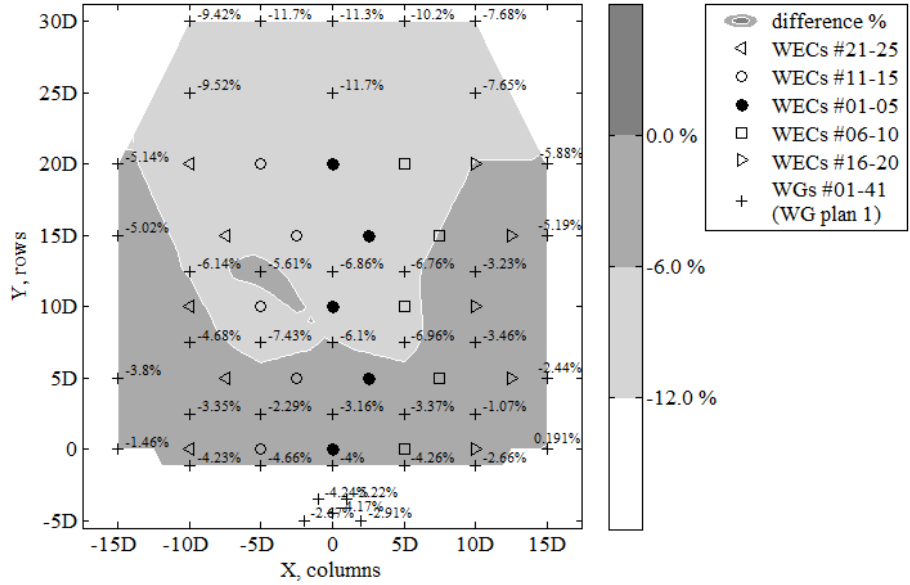 30D -9.42% -11.7% -11.3% -10.2% -7.68%
25D -9.52% -11.7% -7.65%
20D -5.14% -5.88%
15D -5.02% -5.19%
-6.14% -5.61% -6.86% -6.76% -3.23%
10D
-4.68% -7.43% -6.1% -6.96% -3.46%
5D -3.8% -2.44%
-3.35% -2.29% -3.16% -3.37% -1.07%
0 -1.46% 0.191%
-4.23% -4.66% -4% -4.26% -2.66%
-4.24% -5.22%
-5D -2.91%
-15D -10D -5D 0 5D 10D 15D
X, columns
Y, rows
0.0 %
-6.0 %
-12.0 %
difference %
WECs #21-25
WECs #11-15
WECs #01-05
WECs #06-10
WECs #16-20
WGs #01-41
(WG plan 1)